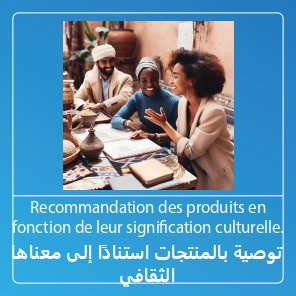 Recommandation des produits en
fonction de leur signification culturelle.
توصية بالمنتجات استنادًا إلى معناها
الثقافي